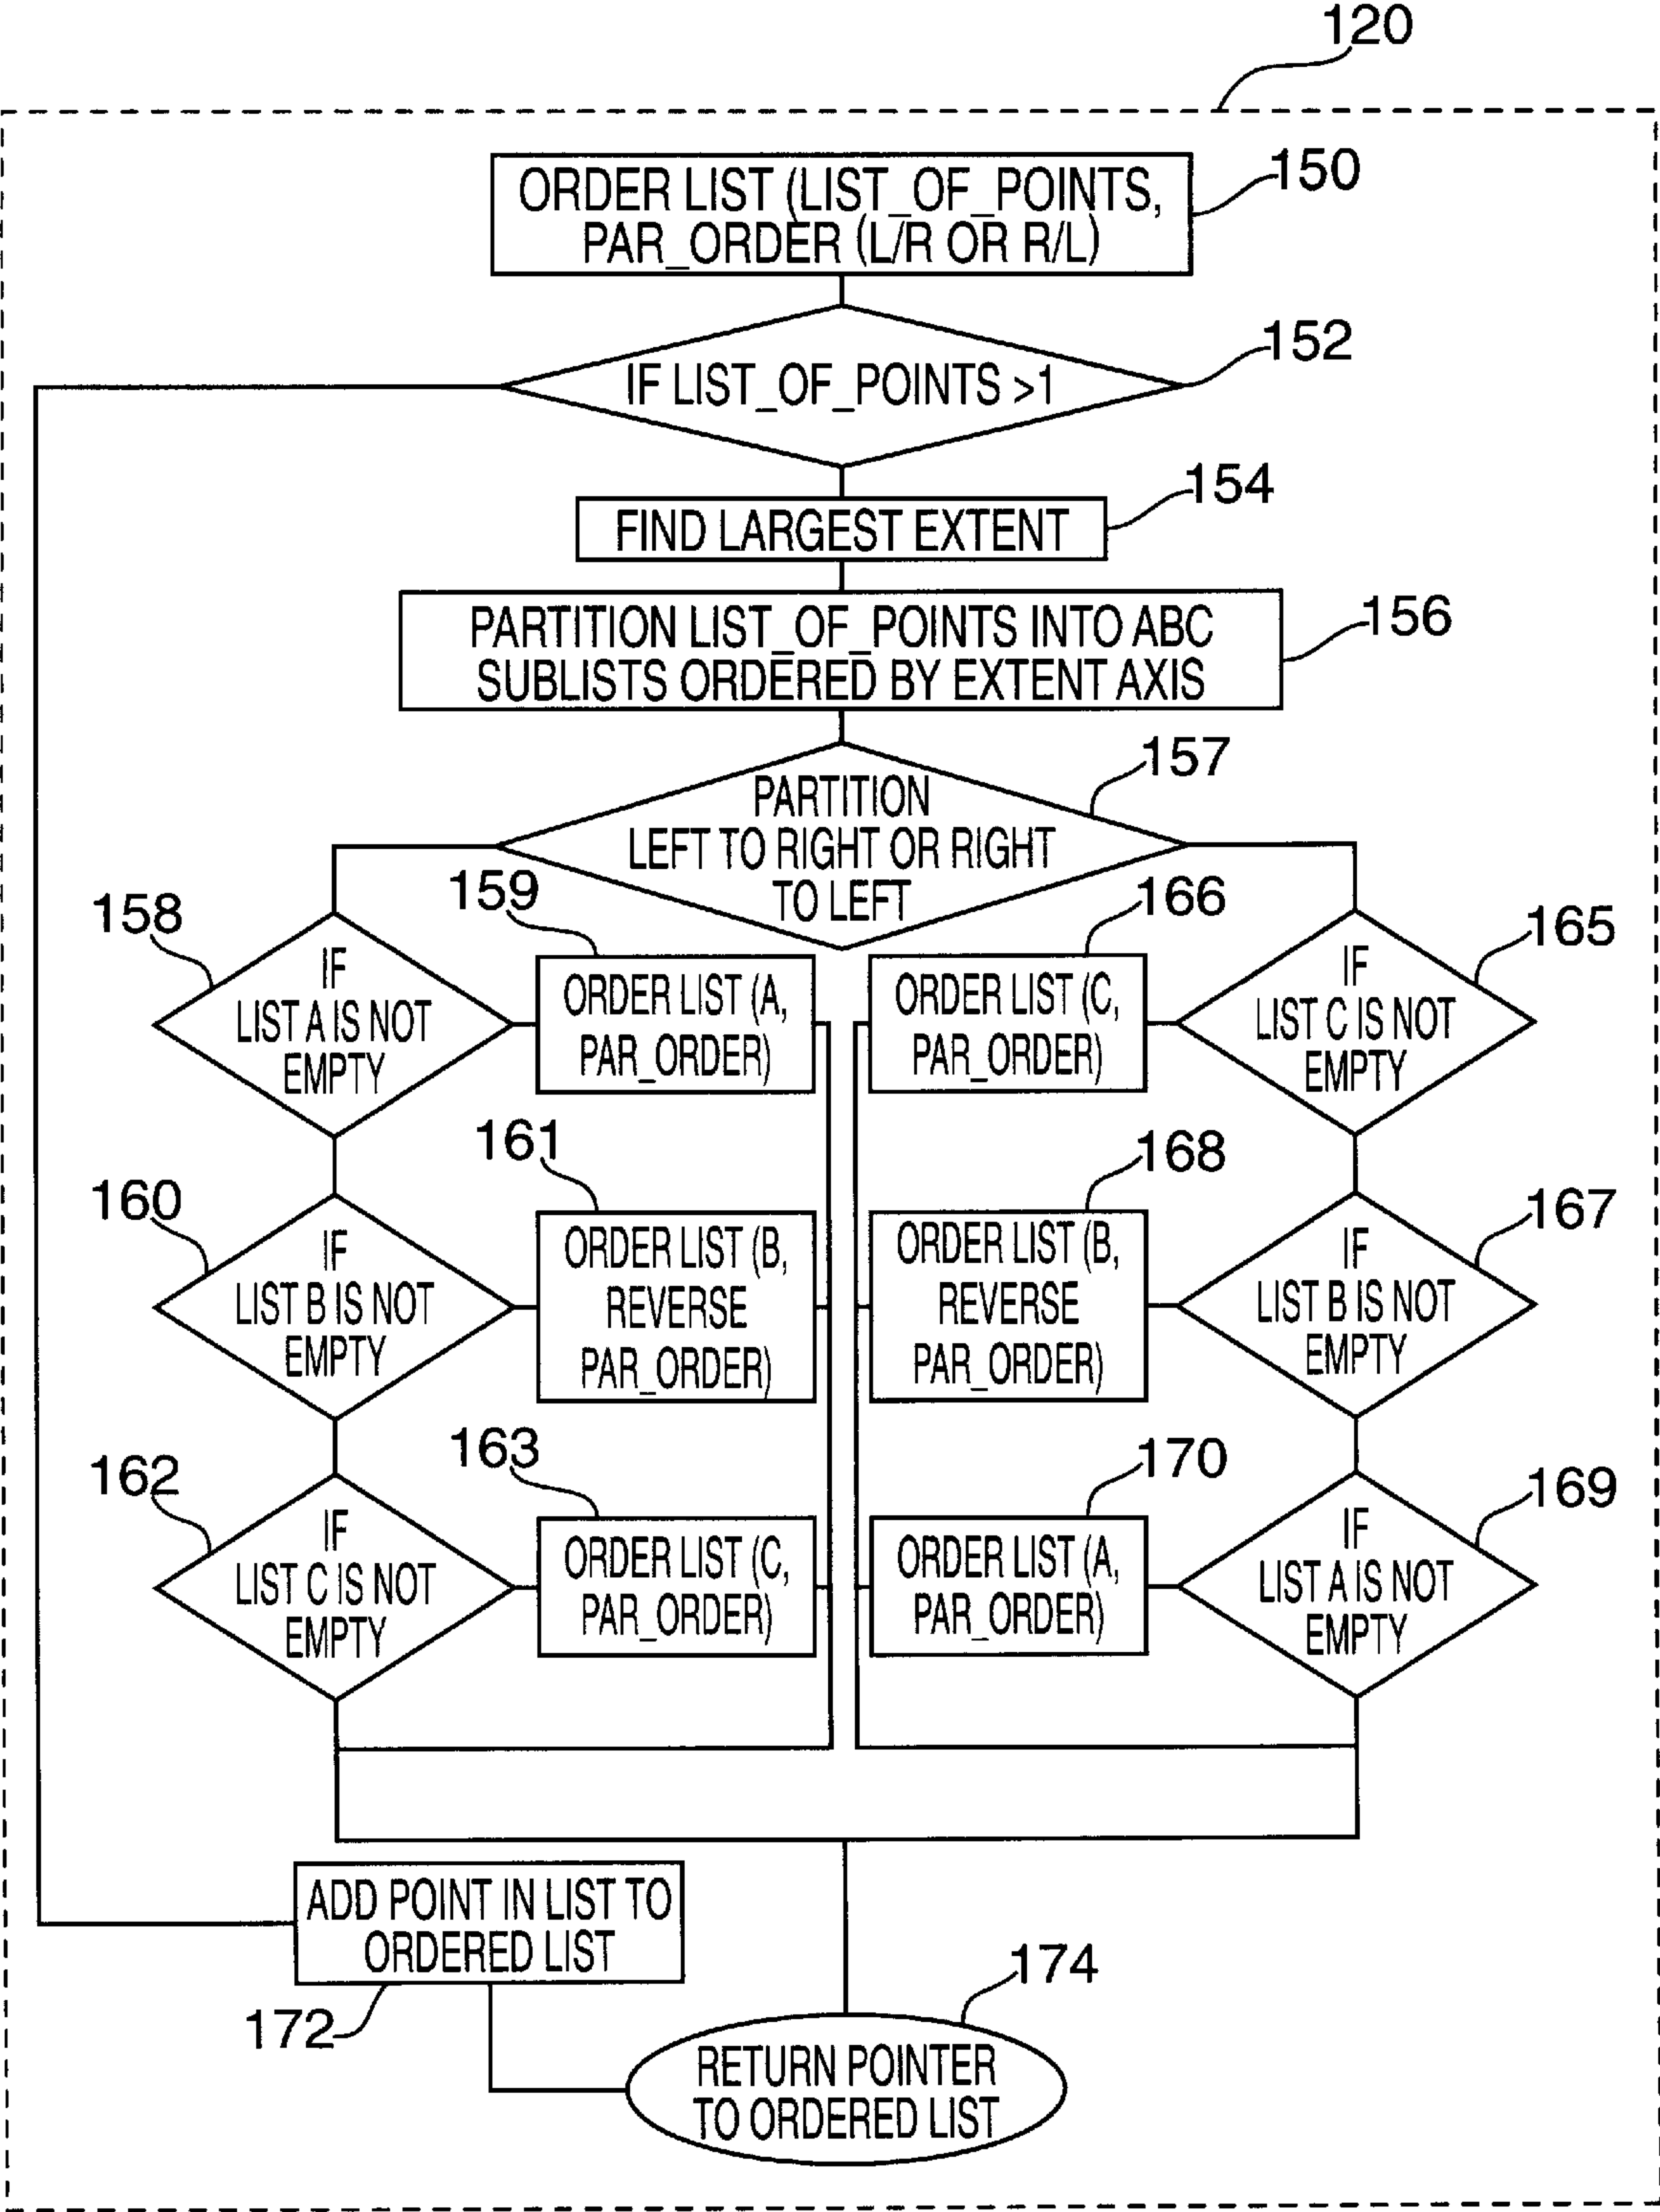 120
150
ORDER LIST (LIST_OF_POINTS,
PAR_ORDER (L/R OR R/L)
152
IF LIST_OF_POINTS >1
154
FIND LARGEST EXTENT
156
PARTITION LIST_OF_POINTS INTO ABC
SUBLISTS ORDERED BY EXTENT AXIS
157
PARTITION
LEFT TO RIGHT OR RIGHT
TO LEFT
158
IF
LIST A IS NOT
EMPTY
159
ORDER LIST (A,
PAR_ORDER)
166
ORDER LIST (C,
PAR_ORDER)
165
IF
LIST C IS NOT
EMPTY
160
IF
LIST B IS NOT
EMPTY
161
ORDER LIST (B,
REVERSE
PAR_ORDER)
168
ORDER LIST (B,
REVERSE
PAR_ORDER)
167
IF
LIST B IS NOT
EMPTY
162
IF
LIST C IS NOT
EMPTY
163
ORDER LIST (C,
PAR_ORDER)
170
ORDER LIST (A,
PAR_ORDER)
169
IF
LIST A IS NOT
EMPTY
ADD POINT IN LIST TO
ORDERED LIST
172
174
RETURN POINTER
TO ORDERED LIST